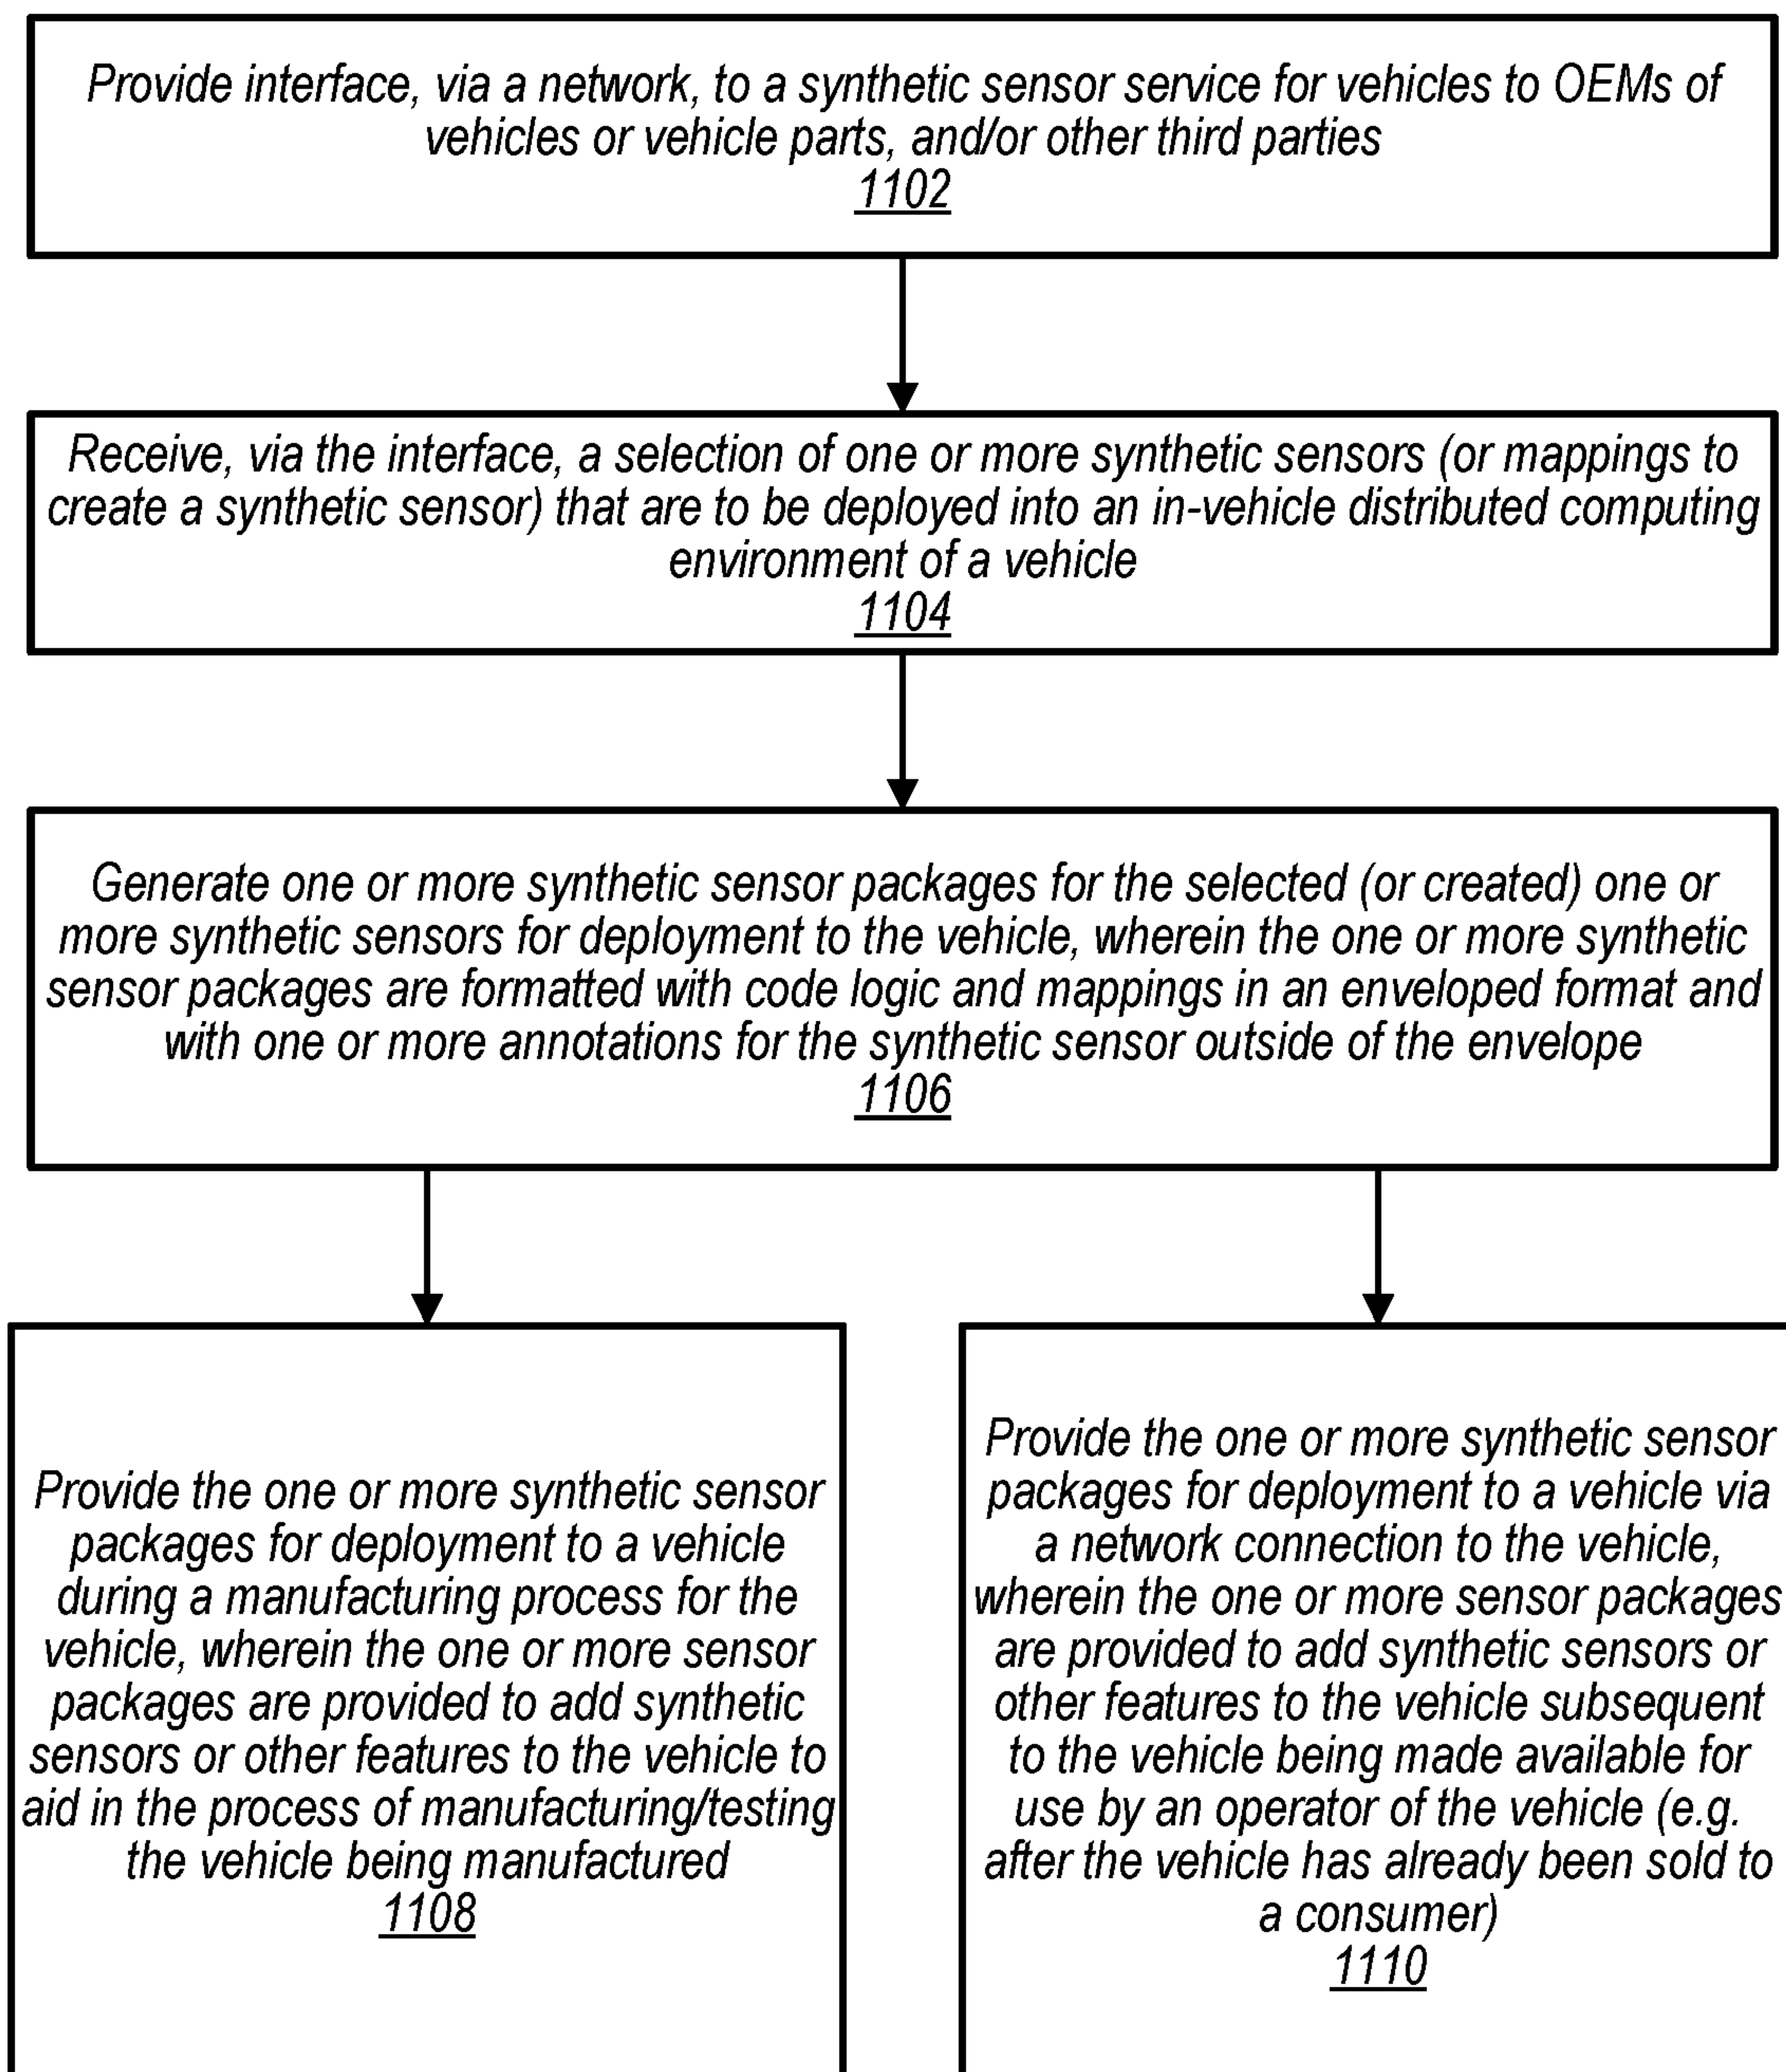 Provide interface, via a network, to a synthetic sensor service for vehicles to OEMs of
vehicles or vehicle parts, and/or other third parties
1102
Receive, via the interface, a selection of one or more synthetic sensors (or mappings to
create a synthetic sensor) that are to be deployed into an in-vehicle distributed computing
environment of a vehicle
1104
Generate one or more synthetic sensor packages for the selected (or created) one or
more synthetic sensors for deployment to the vehicle, wherein the one or more synthetic
sensor packages are formatted with code logic and mappings in an enveloped format and
with one or more annotations for the synthetic sensor outside of the envelope
1106
Provide the one or more synthetic sensor
packages for deployment to a vehicle
during a manufacturing process for the
vehicle, wherein the one or more sensor
packages are provided to add synthetic
sensors or other features to the vehicle to
aid in the process of manufacturing/testing
the vehicle being manufactured
1108
Provide the one or more synthetic sensor
packages for deployment to a vehicle via
a network connection to the vehicle,
wherein the one or more sensor packages
are provided to add synthetic sensors or
other features to the vehicle subsequent
to the vehicle being made available for
use by an operator of the vehicle (e.g.
after the vehicle has already been sold to
a consumer)
1110